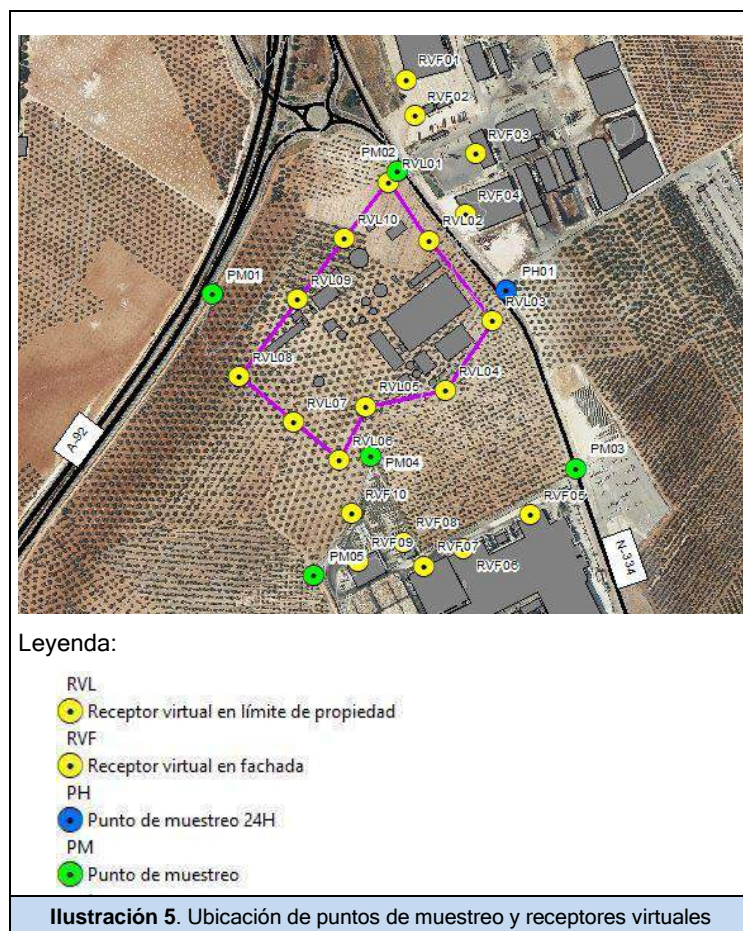 RVF01
RVF02
RVF03
PM02
RVL01
RVF04
RVL10
RVL02
PM01
RVL09
PH01
RVL03
RVL08
RVL04
RVL05
RVL07
A-92
RVL06
PM04
PM03
RVF10
RVF05
RVF08
RVF09
PM05
RVF07
RVF06
N-334
Leyenda:
RVL
Receptor virtual en límite de propiedad
RVF
Receptor virtual en fachada
PH
Punto de muestreo 24H
PM
Punto de muestreo
Ilustración 5. Ubicación de puntos de muestreo y receptores virtuales